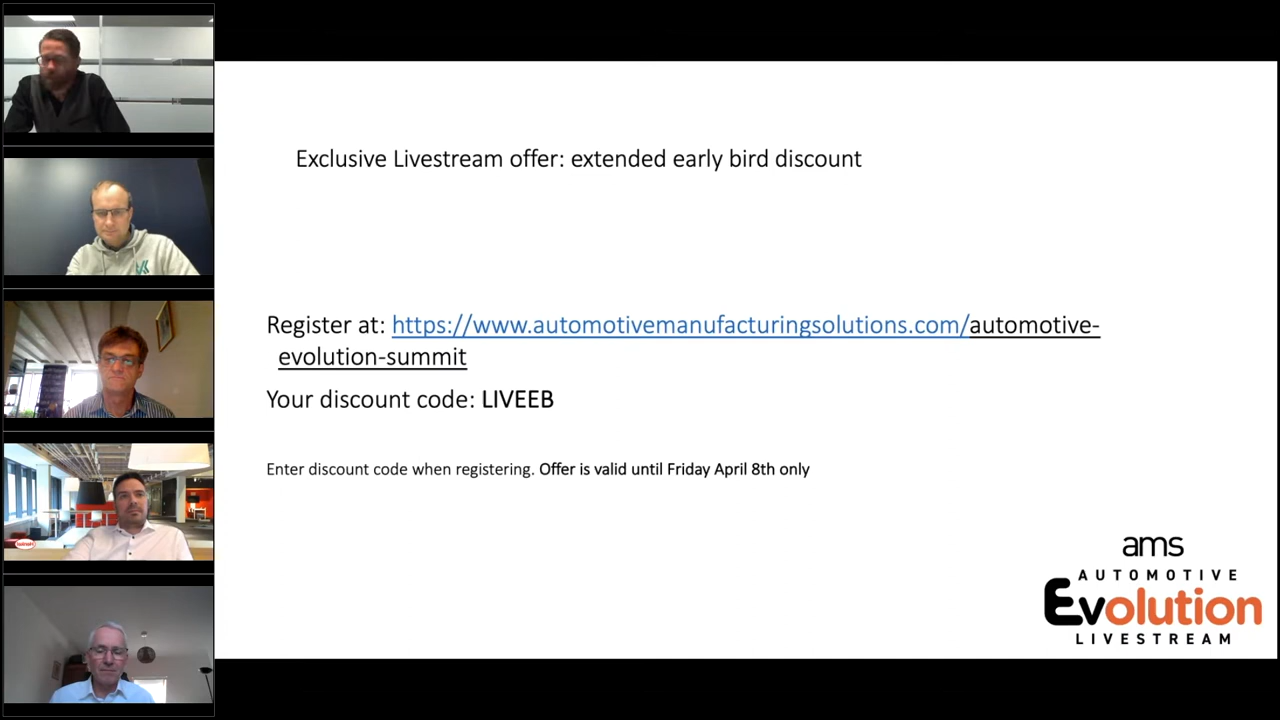 Exclusive Livestream offer: extended early bird discount
Register at: https://www.automotivemanufacturingsolutions.com/automotive-
evolution-summit
Your discount code: LIVEEB
Enter discount code when registering. Offer is valid until Friday April 8th only
ams
AUTOMOTIVE
Evolution
LIVESTREAM